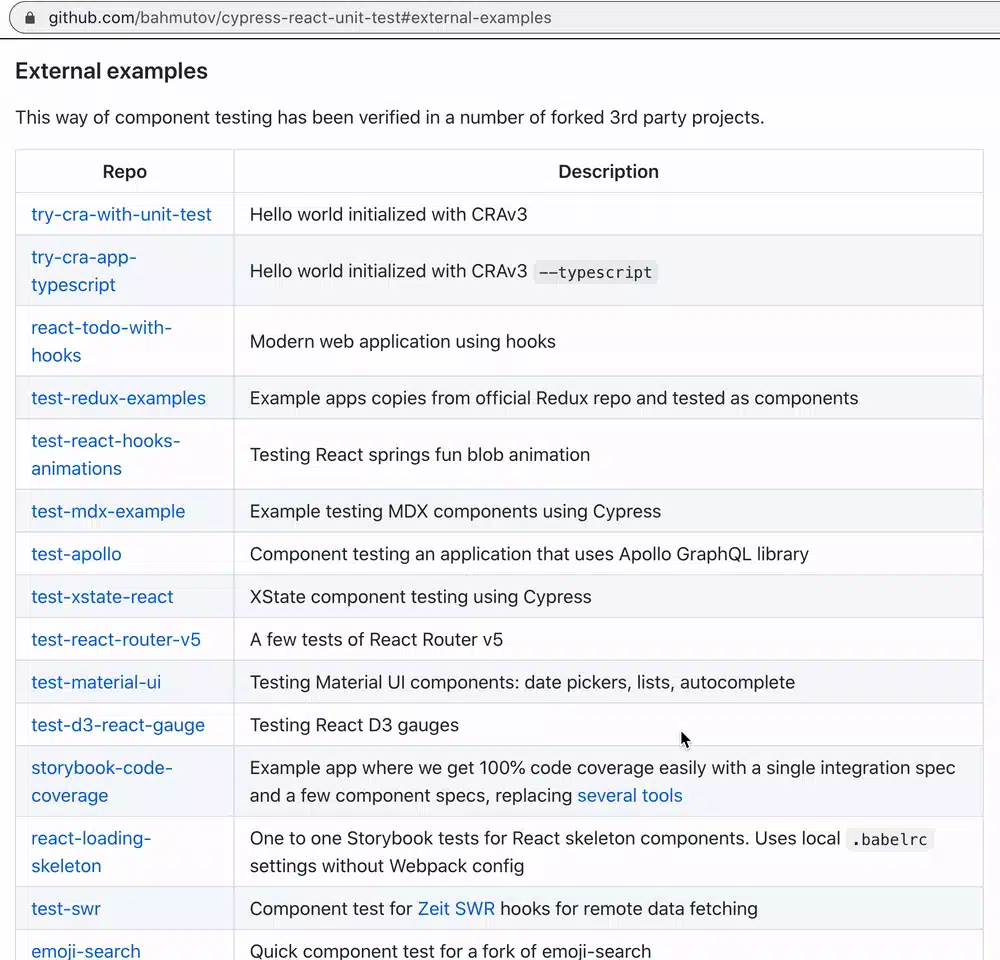 github.com/bahmutov/cypress-react-unit-test#external-examples
External examples
This way of component testing has been verified in a number of forked 3rd party projects.
Repo Description
try-cra-with-unit-test Hello world initialized with CRAv3
try-cra-app-
typescript
Hello world initialized with CRAv3 --typescript
react-todo-with-
hooks
Modern web application using hooks
test-redux-examples Example apps copies from official Redux repo and tested as components
test-react-hooks-
animations
Testing React springs fun blob animation
test-mdx-example Example testing MDX components using Cypress
test-apollo Component testing an application that uses Apollo GraphQL library
test-xstate-react XState component testing using Cypress
test-react-router-v5 A few tests of React Router v5
test-material-ui Testing Material UI components: date pickers, lists, autocomplete
test-d3-react-gauge Testing React D3 gauges
storybook-code-
coverage
Example app where we get 100% code coverage easily with a single integration spec
and a few component specs, replacing several tools
react-loading-
skeleton
One to one Storybook tests for React skeleton components. Uses local .babelrc
settings without Webpack config
test-swr Component test for Zeit SWR hooks for remote data fetching
emoji-search Quick component test for a fork of emoji-search